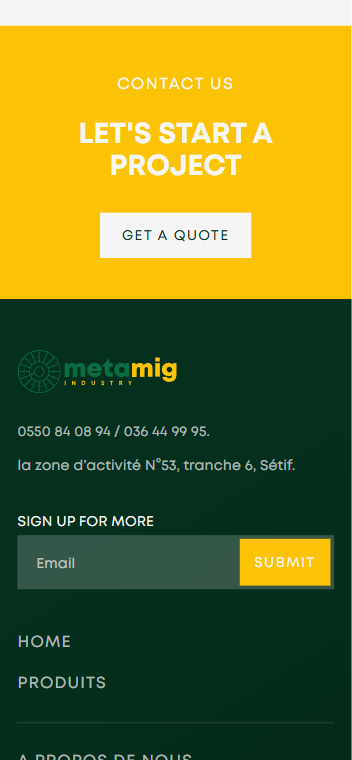 CONTACT US
LET'S START A
PROJECT
GET A QUOTE
metamig
INDUSTRY
0550 84 08 94 / 036 44 99 95.
la zone d'activité N°53, tranche 6, Sétif.
SIGN UP FOR MORE
Email
SUBMIT
HOME
PRODUITS
A PROPOS DE NOUS